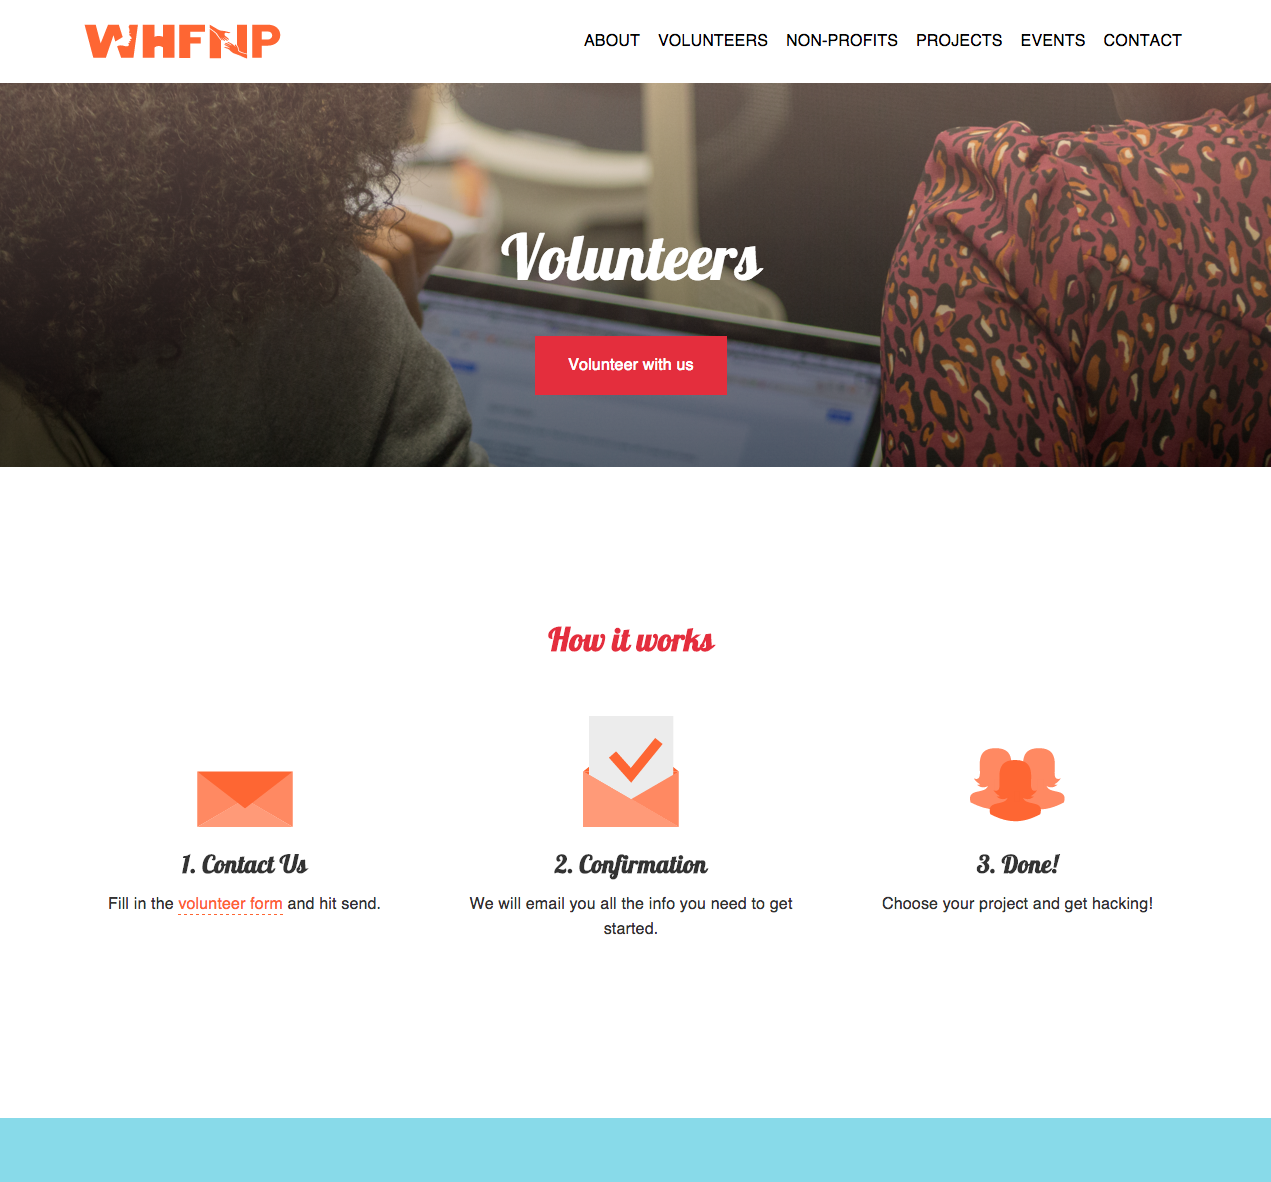 WHFNP
ABOUT VOLUNTEERS NON-PROFITS PROJECTS EVENTS CONTACT
Volunteers
Volunteer with us
How it works
1. Contact Us
Fill in the volunteer form and hit send.
2. Confirmation
We will email you all the info you need to get
started.
3. Done!
Choose your project and get hacking!